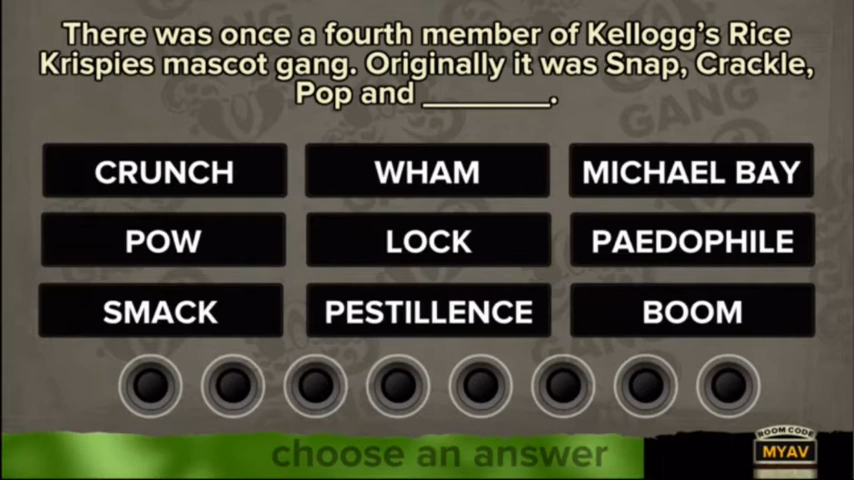 There was once a fourth member of Kellogg's Rice
Krispies mascot gang. Originally it was Snap, Crackle,
Pop and ________.
GANG
CRUNCH
WHAM
MICHAEL BAY
POW
LOCK
PAEDOPHILE
SMACK
PESTILLENCE
BOOM
choose an answer
ROOM CODE
MYAV